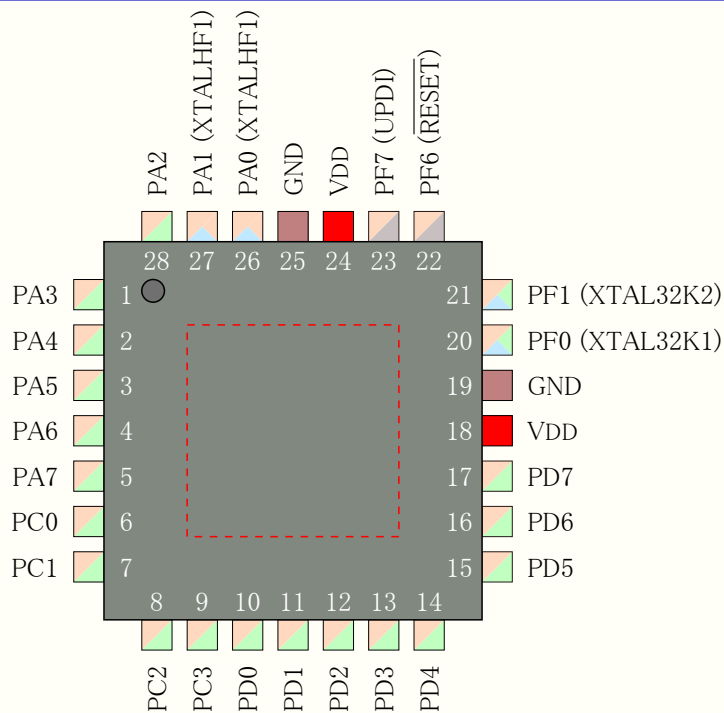 PA2
PA1 (XTALHF1)
PA0 (XTALHF1)
GND
VDD
PF7 (UPDI)
PF6 (RESET)
28 27 26 25 24 23 22
PA3 1
PA4 2
PA5 3
PA6 4
PA7 5
PC0 6
PC1 7
21 PF1 (XTAL32K2)
20 PF0 (XTAL32K1)
19 GND
18 VDD
17 PD7
16 PD6
15 PD5
8 9 10 11 12 13 14
PC2
PC3
PD0
PD1
PD2
PD3
PD4